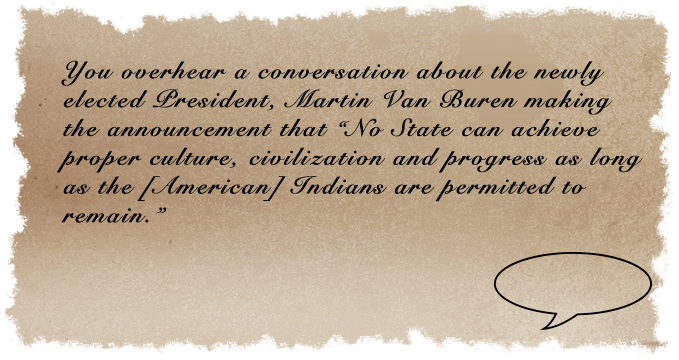 You overhear a conversation about the newly
elected President, Martin Van Buren making
the announcement that “No State can achieve
proper culture, civilization and progress as long
as the [American] Indians are permitted to
remain.”